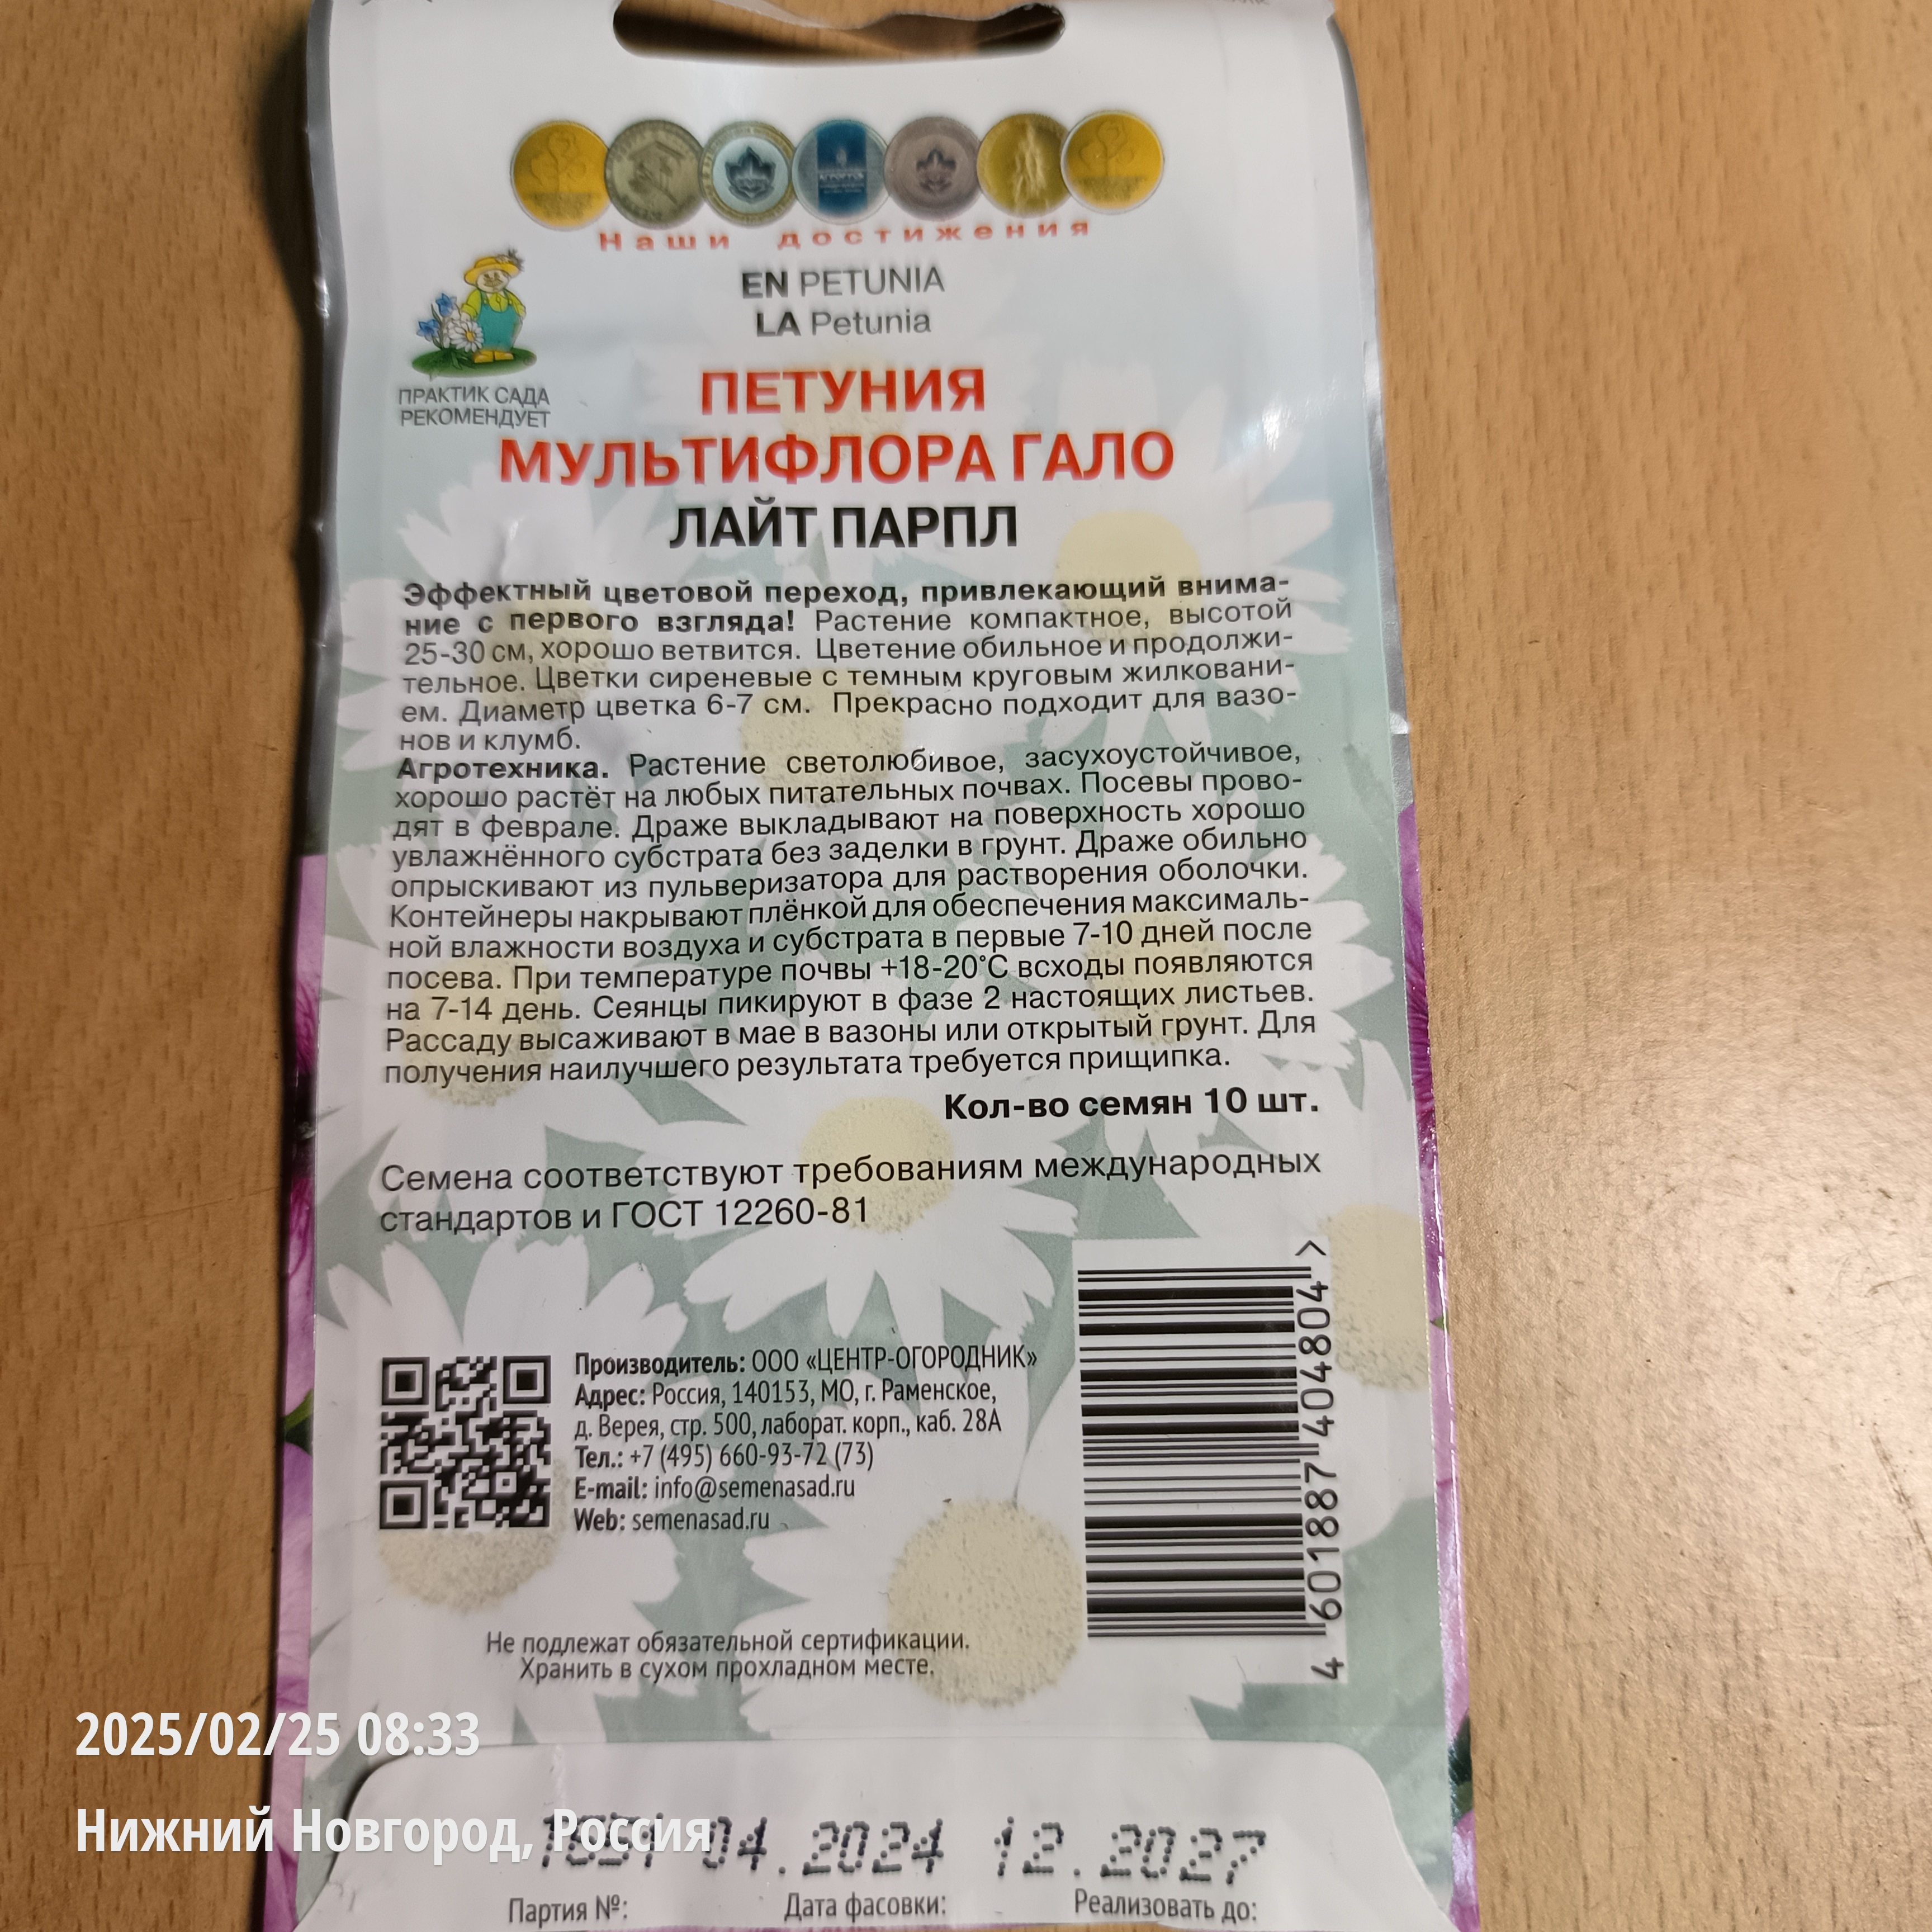 Наши достижения
EN PETUNIA
LA Petunia
ПРАКТИК САДА
РЕКОМЕНДУЕТ
ПЕТУНИЯ
МУЛЬТИФЛОРА ГАЛО
ЛАЙТ ПАРПЛ
Эффектный цветовой переход, привлекающий внима-
ние с первого взгляда! Растение компактное, высотой
25-30 см, хорошо ветвится. Цветение обильное и продолжи-
тельное. Цветки сиреневые с темным круговым жилковани-
ем. Диаметр цветка 6-7 см. Прекрасно подходит для вазо-
нов и клумб.
Агротехника. Растение светолюбивое, засухоустойчивое,
хорошо растёт на любых питательных почвах. Посевы прово-
дят в феврале. Драже выкладывают на поверхность хорошо
увлажнённого субстрата без заделки в грунт. Драже обильно
опрыскивают из пульверизатора для растворения оболочки.
Контейнеры накрывают плёнкой для обеспечения максималь-
ной влажности воздуха и субстрата в первые 7-10 дней после
посева. При температуре почвы +18-20°С всходы появляются
на 7-14 день. Сеянцы пикируют в фазе 2 настоящих листьев.
Рассаду высаживают в мае в вазоны или открытый грунт. Для
получения наилучшего результата требуется прищипка.
Кол-во семян 10 шт.
Семена соответствуют требованиям международных
стандартов и ГОСТ 12260-81
Производитель: ООО «ЦЕНТР-ОГОРОДНИК»
Адрес: Россия, 140153, МО, г. Раменское,
д. Верея, стр. 500, лаборат. корп., каб. 28А
Тел.: +7 (495) 660-93-72 (73)
E-mail: info@semenasad.ru
Web: semenasad.ru
4 601887 404804 >
Не подлежат обязательной сертификации.
Хранить в сухом прохладном месте.
2025/02/25 08:33
Нижний Новгород, Россия
04.2024 12.2027
Партия №: Дата фасовки: Реализовать до: